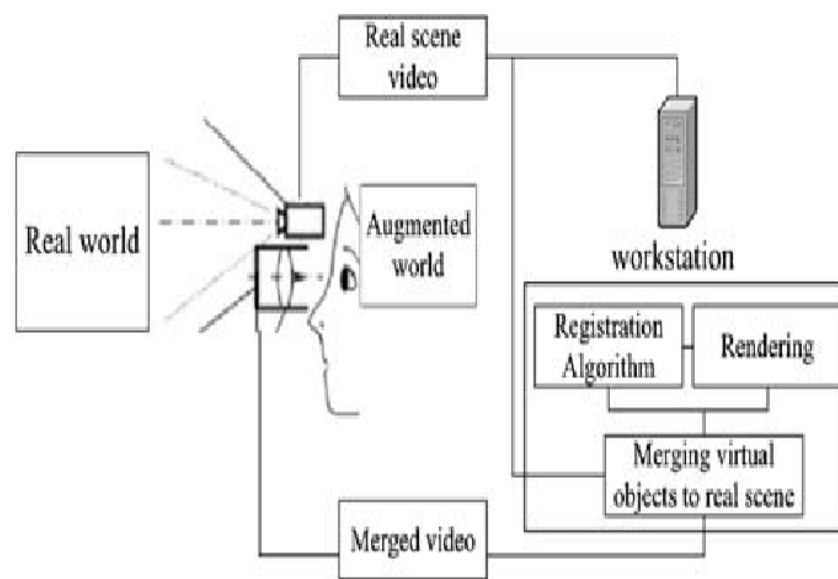 Real scene
video
Real world
Augmented
world
workstation
Registration
Algorithm
Rendering
Merging virtual
objects to real scene
Merged video